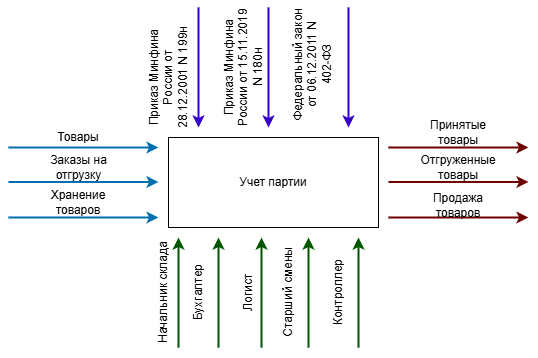 Приказ Минфина
России от
28.12.2001 N 199н
Приказ Минфина
России от 15.11.2019
N 180н
Федеральный закон
от 06.12.2011 N
402-ФЗ
Товары
Заказы на
отгрузку
Хранение
товаров
Учет партии
Принятые
товары
Отгруженные
товары
Продажа
товаров
Начальник склада
Бухгалтер
Логист
Старший смены
Контроллер